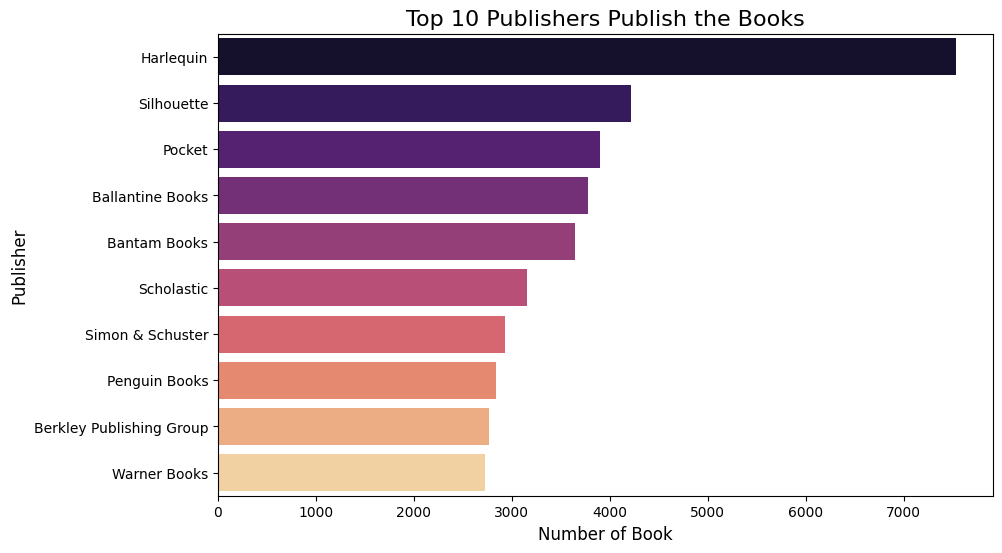 Top 10 Publishers Publish the Books
Publisher
Harlequin
Silhouette
Pocket
Ballantine Books
Bantam Books
Scholastic
Simon & Schuster
Penguin Books
Berkley Publishing Group
Warner Books
0 1000 2000 3000 4000 5000 6000 7000
Number of Book